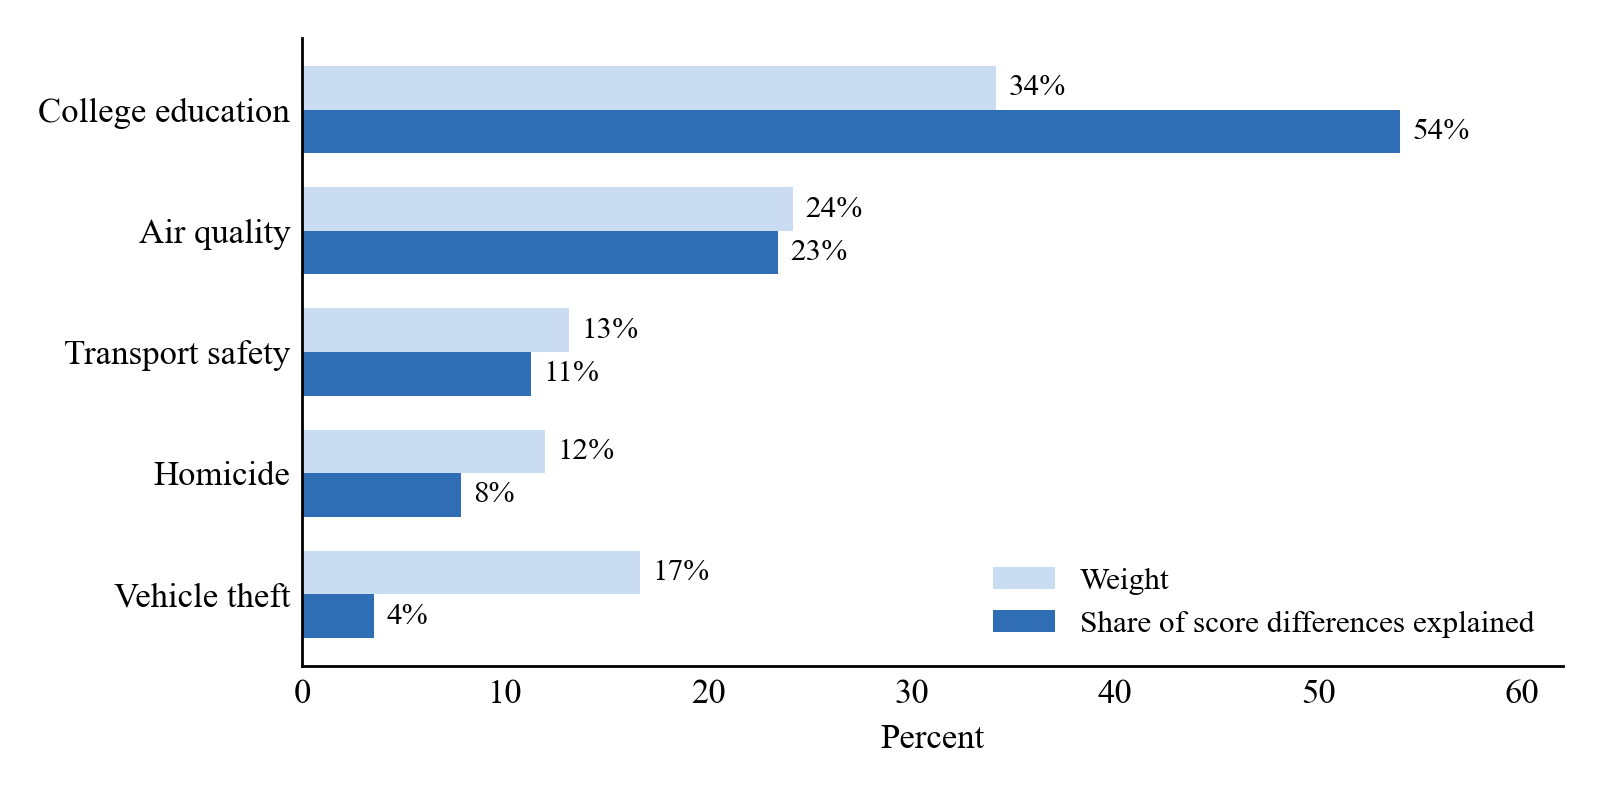 College education
34%
54%
Air quality
24%
23%
Transport safety
13%
11%
Homicide
12%
8%
Vehicle theft
17%
4%
Weight
Share of score differences explained
0 10 20 30 40 50 60
Percent